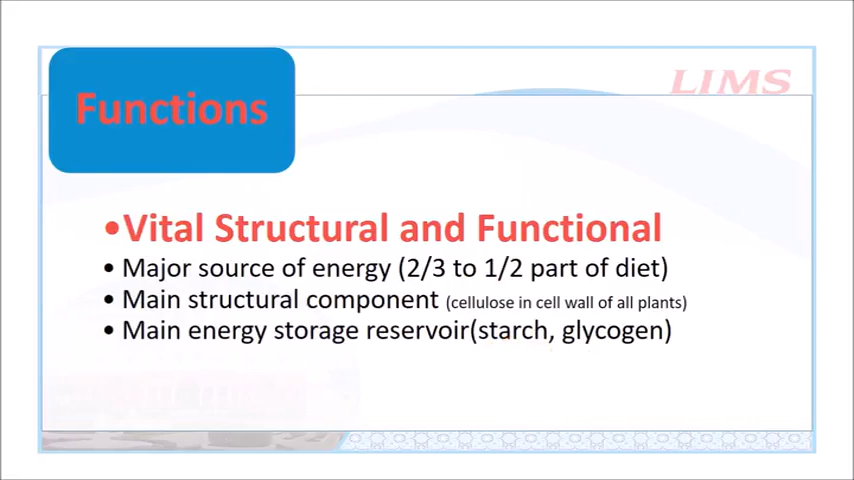 LIMS
Functions
•Vital Structural and Functional
• Major source of energy (2/3 to 1/2 part of diet)
• Main structural component (cellulose in cell wall of all plants)
• Main energy storage reservoir(starch, glycogen)